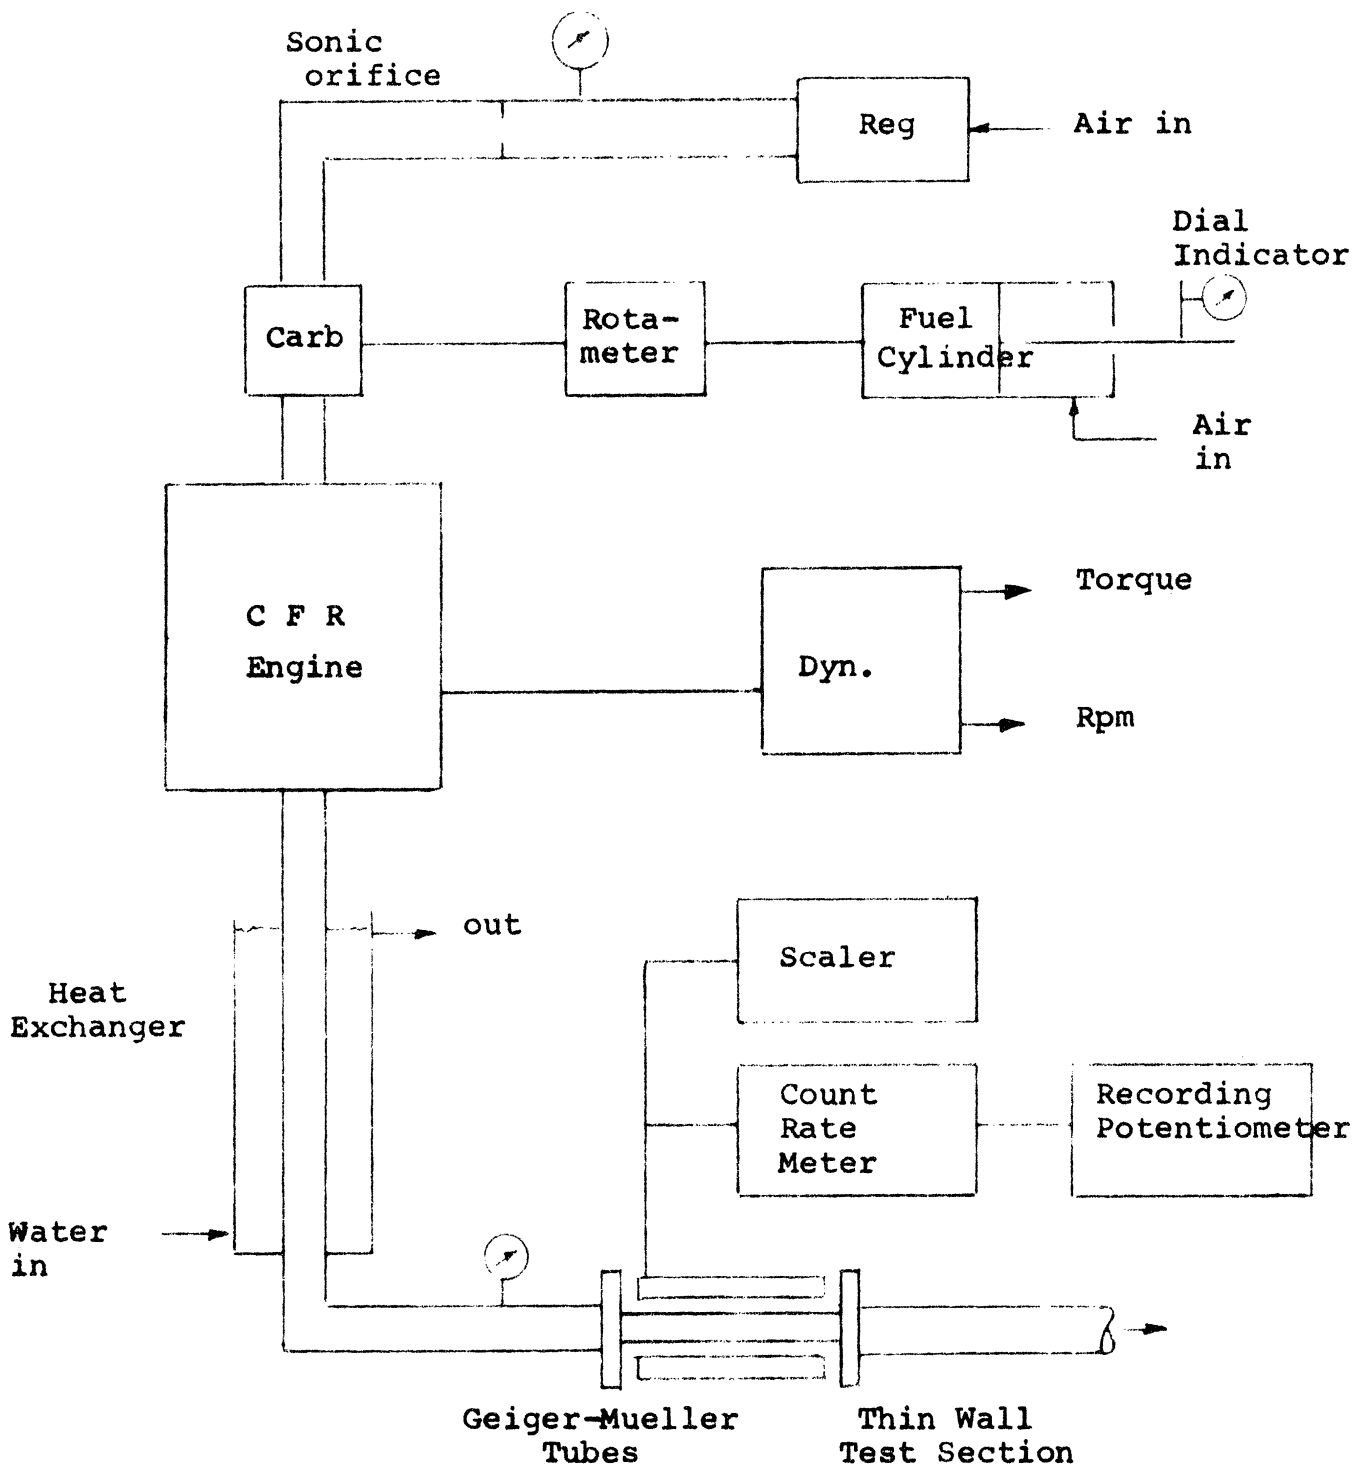 Sonic
orifice
Reg
Air in
Dial
Indicator
Carb
Rota-
meter
Fuel
Cylinder
Air
in
C F R
Engine
Dyn.
Torque
Rpm
out
Heat
Exchanger
Scaler
Count
Rate
Meter
Recording
Potentiometer
Water
in
Geiger-Mueller
Tubes
Thin Wall
Test Section